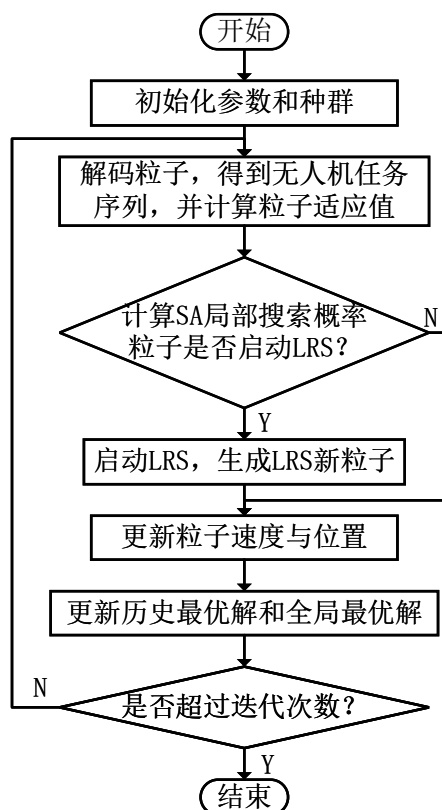 开始
初始化参数和种群
解码粒子，得到无人机任务
序列，并计算粒子适应值
计算SA局部搜索概率
粒子是否启动LRS？
N
Y
启动LRS，生成LRS新粒子
更新粒子速度与位置
更新历史最优解和全局最优解
N
是否超过迭代次数？
Y
结束